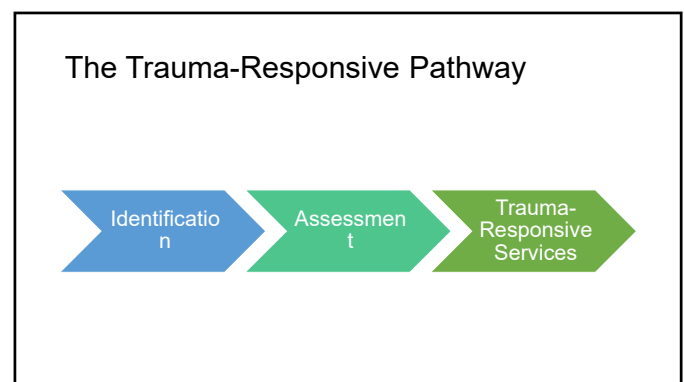 The Trauma-Responsive Pathway
Identificatio
n
Assessmen
t
Trauma-
Responsive
Services